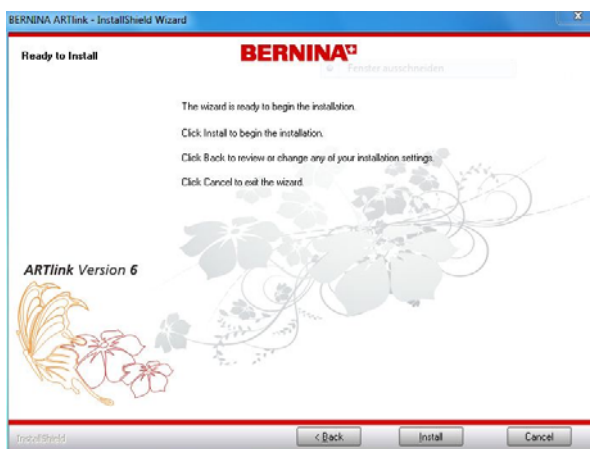 BERNINA ARTlink - InstallShield Wizard
Ready to Install
BERNINA
Fenster ausschneiden
The wizard is ready to begin the installation.
Click Install to begin the installation.
Click Back to review or change any of your installation settings.
Click Cancel to exit the wizard.
ARTlink Version 6
InstallShield
< Back
Install
Cancel